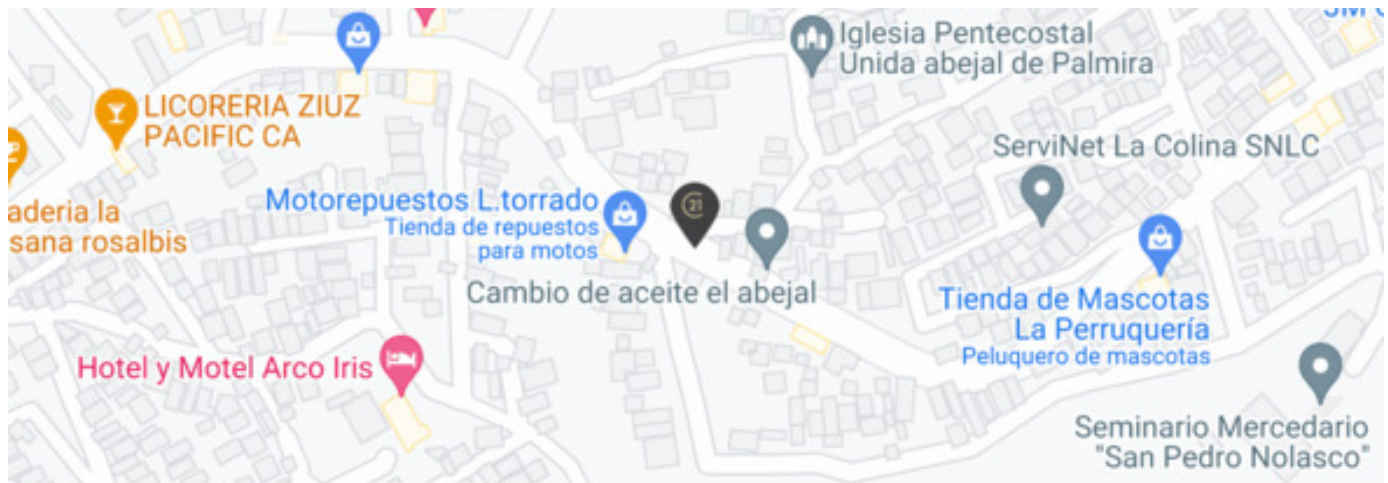 Iglesia Pentecostal
Unida abejal de Palmira
LICORERIA ZIUZ
PACIFIC CA
ServiNet La Colina SNLC
Motorepuestos L.torrado
Tienda de repuestos
para motos
21
aderia la
sana rosalbis
Cambio de aceite el abejal
Tienda de Mascotas
La Perruquería
Peluquero de mascotas
Hotel y Motel Arco Iris
Seminario Mercedario
"San Pedro Nolasco"